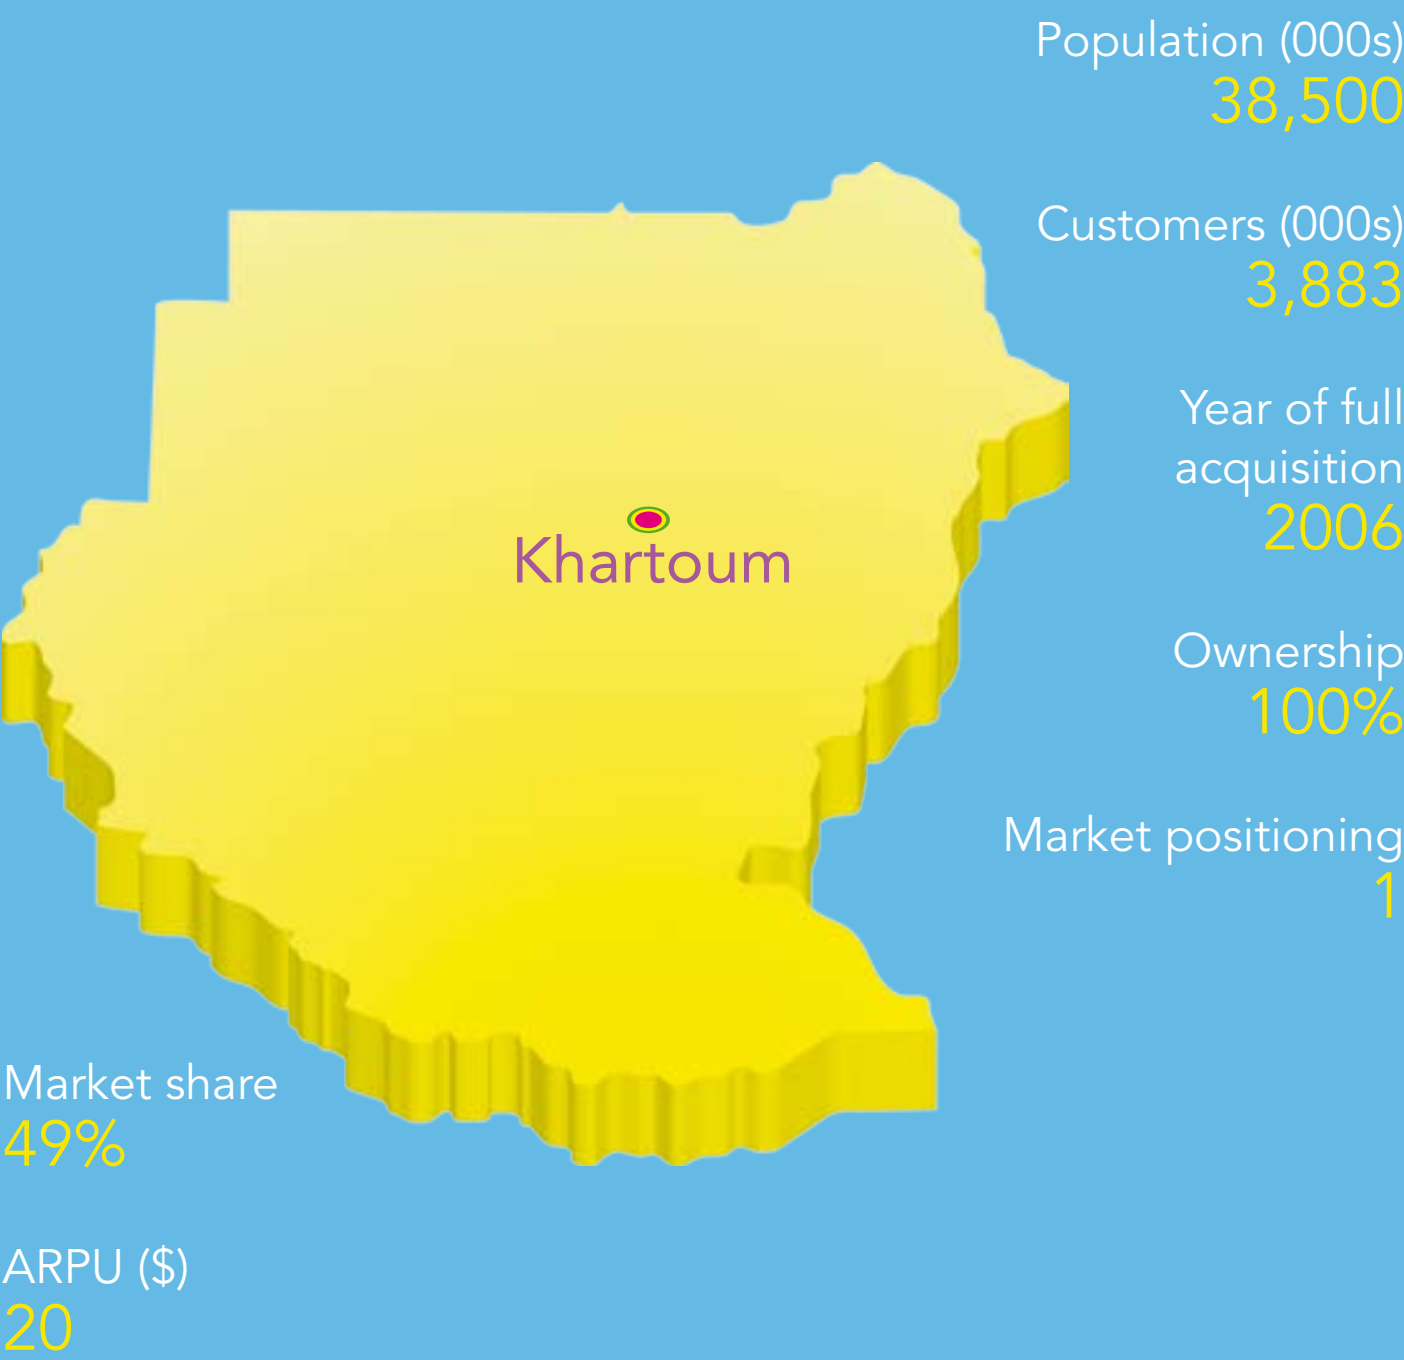 Population (000s)
38,500
Customers (000s)
3,883
Year of full
acquisition
2006
Ownership
100%
Market positioning
1
Khartoum
Market share
49%
ARPU ($)
20